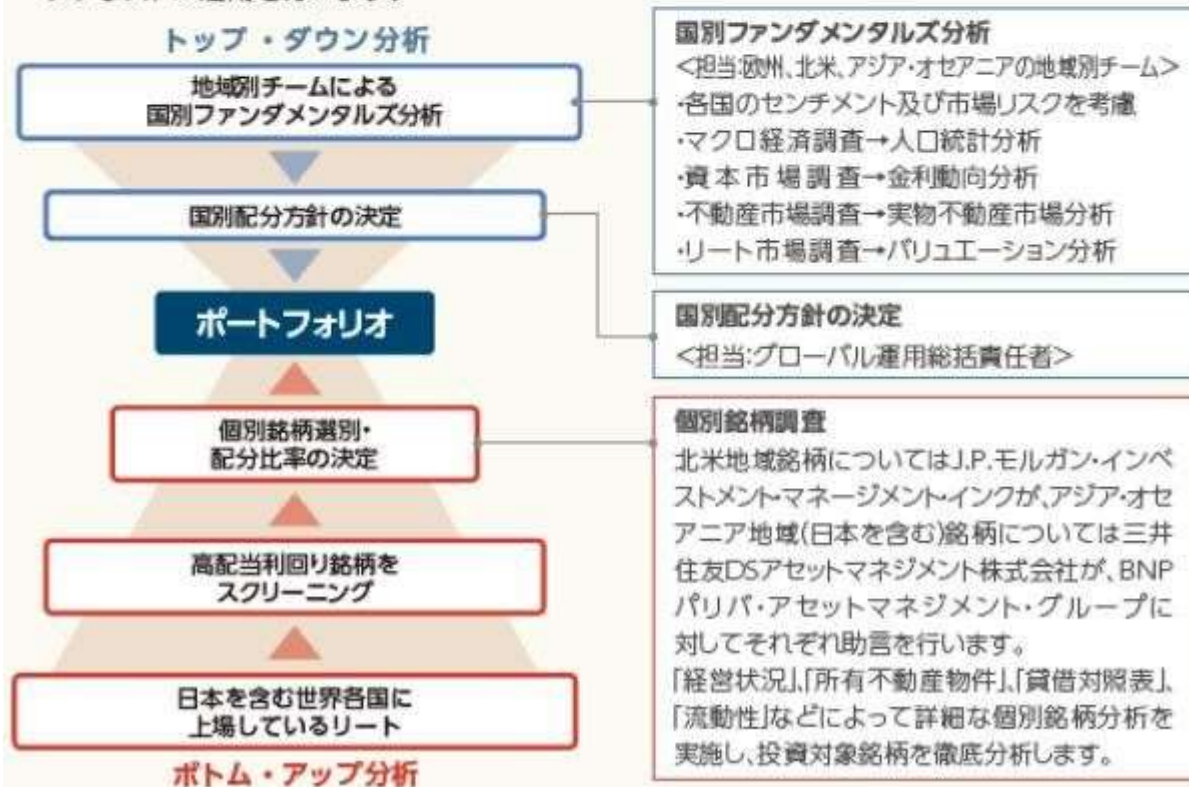 トップ・ダウン分析
地域別チームによる
国別ファンダメンタルズ分析
国別配分方針の決定
ポートフォリオ
個別銘柄選別・
配分比率の決定
高配当利回り銘柄を
スクリーニング
日本を含む世界各国に
上場しているリート
ボトム・アップ分析
国別ファンダメンタルズ分析
<担当:欧州、北米、アジア・オセアニアの地域別チーム>
・各国のセンチメント及び市場リスクを考慮
・マクロ経済調査→人口統計分析
・資本市場調査→金利動向分析
・不動産市場調査→実物不動産市場分析
・リート市場調査→バリュエーション分析
国別配分方針の決定
<担当:グローバル運用総括責任者>
個別銘柄調査
北米地域銘柄についてはJ.P.モルガン・インベ
ストメント・マネージメント・インクが、アジア・オセ
アニア地域(日本を含む)銘柄については三井
住友DSアセットマネジメント株式会社が、BNP
パリバ・アセットマネジメント・グループに
対してそれぞれ助言を行います。
「経営状況」、「所有不動産物件」、「貸借対照表」、
「流動性」などによって詳細な個別銘柄分析を
実施し、投資対象銘柄を徹底分析します。